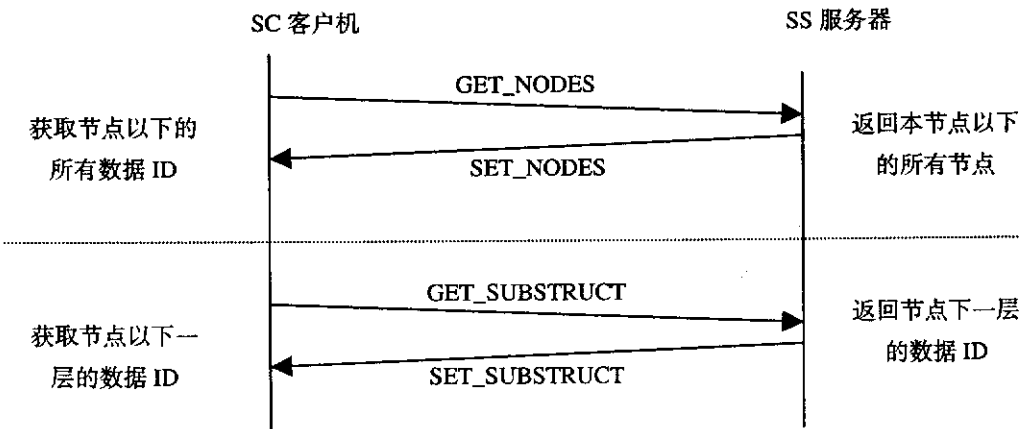 SC 客户机
SS 服务器
GET_NODES
获取节点以下的
所有数据 ID
返回本节点以下
的所有节点
SET_NODES
GET_SUBSTRUCT
获取节点以下一
层的数据 ID
返回节点下一层
的数据 ID
SET_SUBSTRUCT